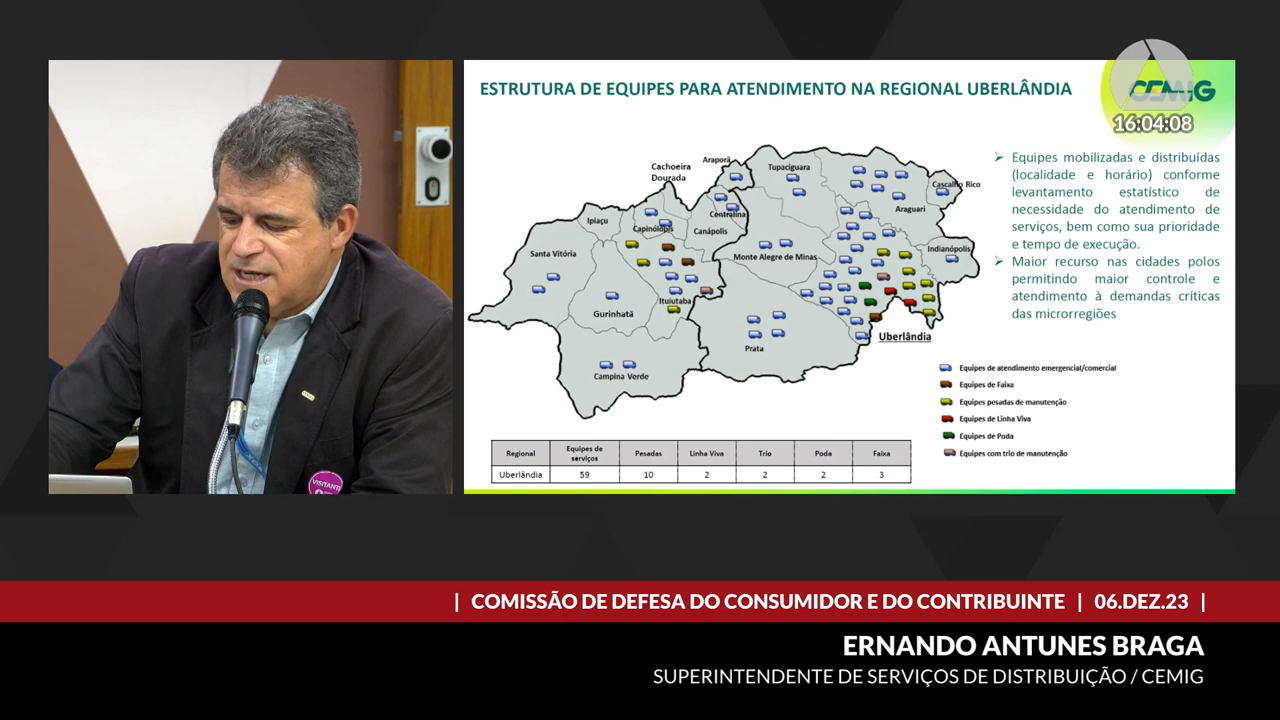 ESTRUTURA DE EQUIPES PARA ATENDIMENTO NA REGIONAL UBERLÂNDIA
CEMIG
16:04:08
Cachoeira
Dourada
Araporã
Tupaciguara
Cascalho Rico
Araguari
Ipiaçu
Capinópolis
Centralina
Canápolis
Santa Vitória
Monte Alegre de Minas
Indianópolis
Ituiutaba
Gurinhatã
Uberlândia
Prata
Campina Verde
Equipes mobilizadas e distribuídas
(localidade e horário) conforme
levantamento estatístico de
necessidade do atendimento de
serviços, bem como sua prioridade
e tempo de execução.
Maior recurso nas cidades polos
permitindo maior controle e
atendimento à demandas críticas
das microrregiões
Equipes de atendimento emergencial/comercial
Equipes de Faixa
Equipes pesadas de manutenção
Equipes de Linha Viva
Equipes de Poda
Equipes com trio de manutenção
Regional Equipes de serviços Pesadas Linha Viva Trio Poda Faixa
Uberlândia 59 10 2 2 2 3
VISITANTE
| COMISSÃO DE DEFESA DO CONSUMIDOR E DO CONTRIBUINTE | 06.DEZ.23 |
ERNANDO ANTUNES BRAGA
SUPERINTENDENTE DE SERVIÇOS DE DISTRIBUIÇÃO / CEMIG